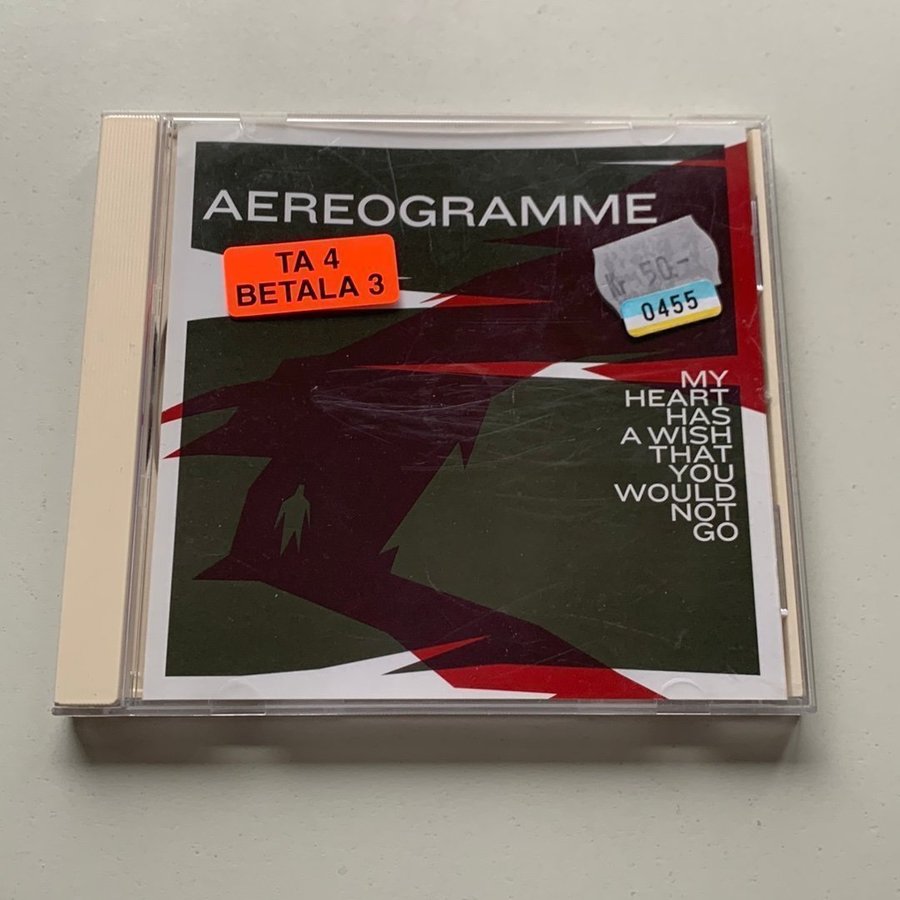 AEREOGRAMME
TA 4
BETALA 3
Kr 50:-
0455
MY
HEART
HAS
A WISH
THAT
YOU
WOULD
NOT
GO